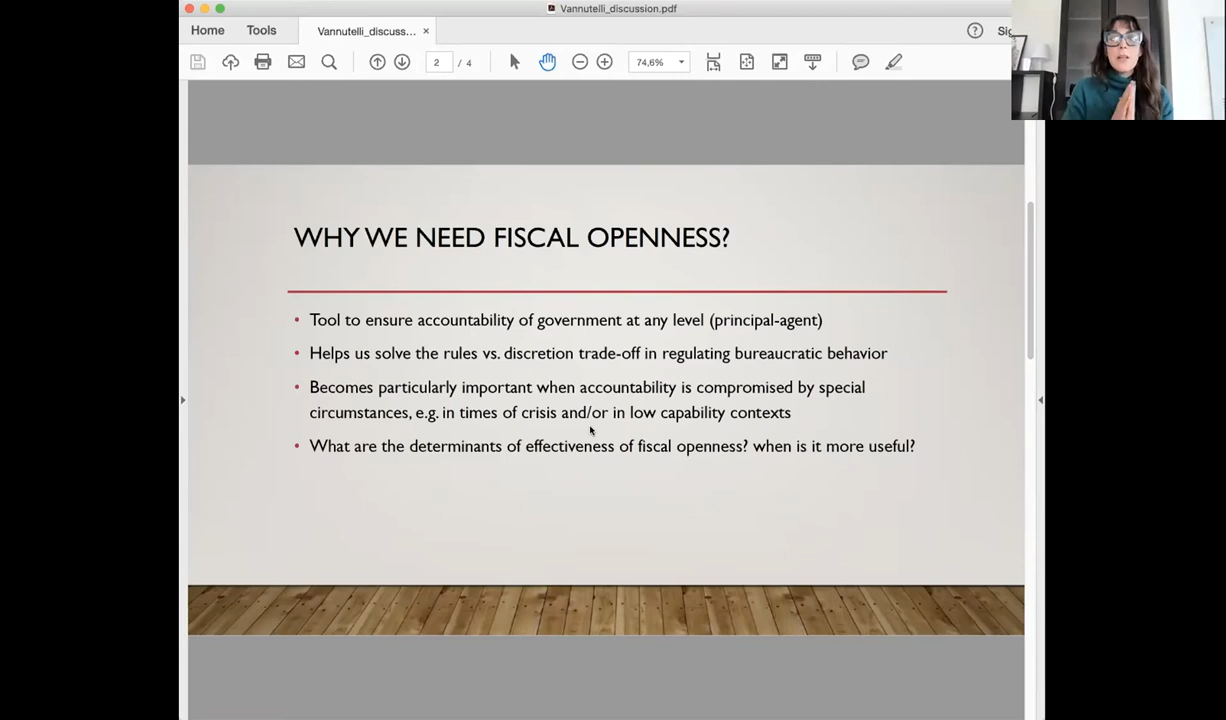 Vannutelli_discussion.pdf
Home
Tools
Vannutelli_discuss... ×
?
2 / 4
74,6%
WHY WE NEED FISCAL OPENNESS?
• Tool to ensure accountability of government at any level (principal-agent)
• Helps us solve the rules vs. discretion trade-off in regulating bureaucratic behavior
• Becomes particularly important when accountability is compromised by special
circumstances, e.g. in times of crisis and/or in low capability contexts
• What are the determinants of effectiveness of fiscal openness? when is it more useful?